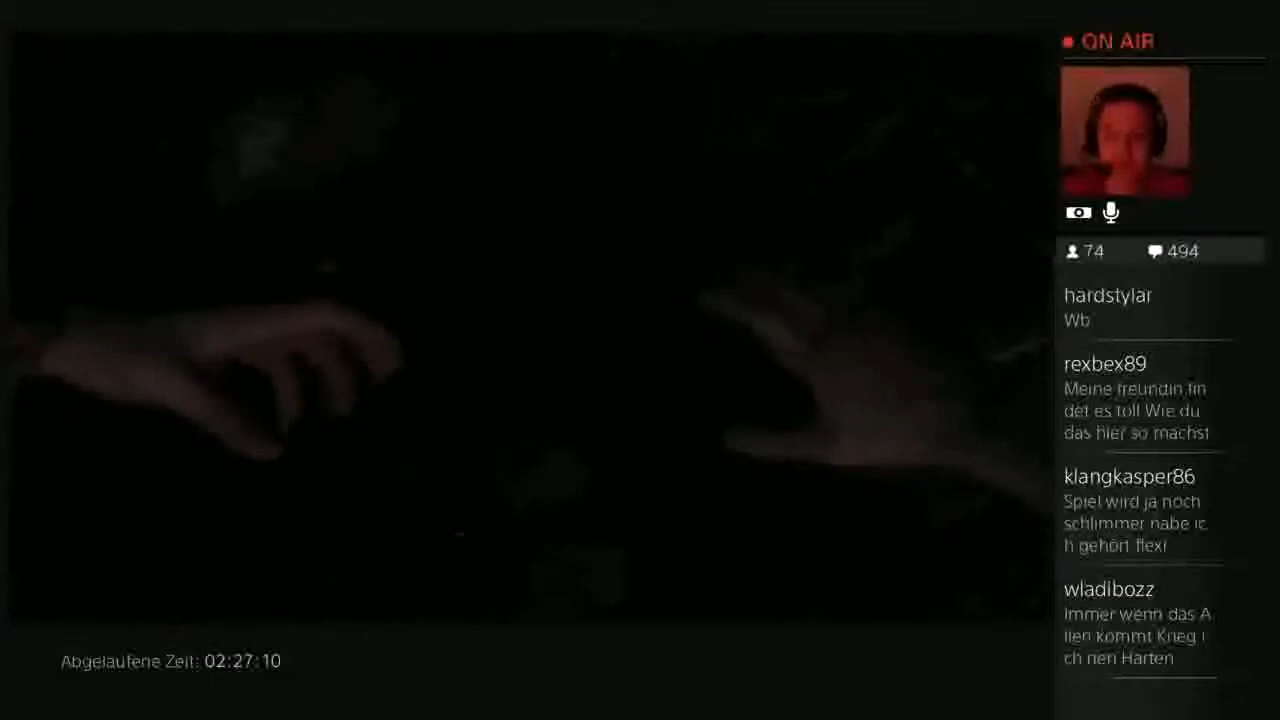 ON AIR
74 494
hardstylar
Wb
rexbex89
Meine freundin fin
det es toll Wie du
das hier so machst
klangkasper86
Spiel wird ja noch
schlimmer habe ic
h gehört flexi
wladibozz
Immer wenn das A
lien kommt Krieg i
ch nen Harten
Abgelaufene Zeit: 02:27:10